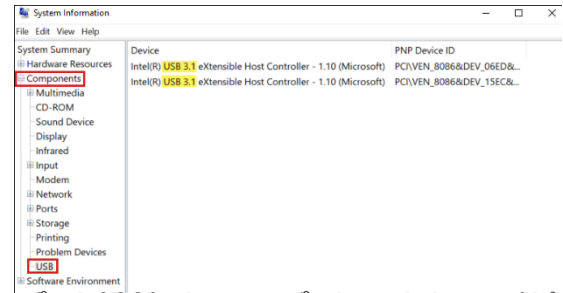 System Information
File Edit View Help
System Summary
Hardware Resources
Components
Multimedia
CD-ROM
Sound Device
Display
Infrared
Input
Modem
Network
Ports
Storage
Printing
Problem Devices
USB
Software Environment
Device PNP Device ID
Intel(R) USB 3.1 eXtensible Host Controller - 1.10 (Microsoft) PCI\VEN_8086&DEV_06ED&...
Intel(R) USB 3.1 eXtensible Host Controller - 1.10 (Microsoft) PCI\VEN_8086&DEV_15EC&...